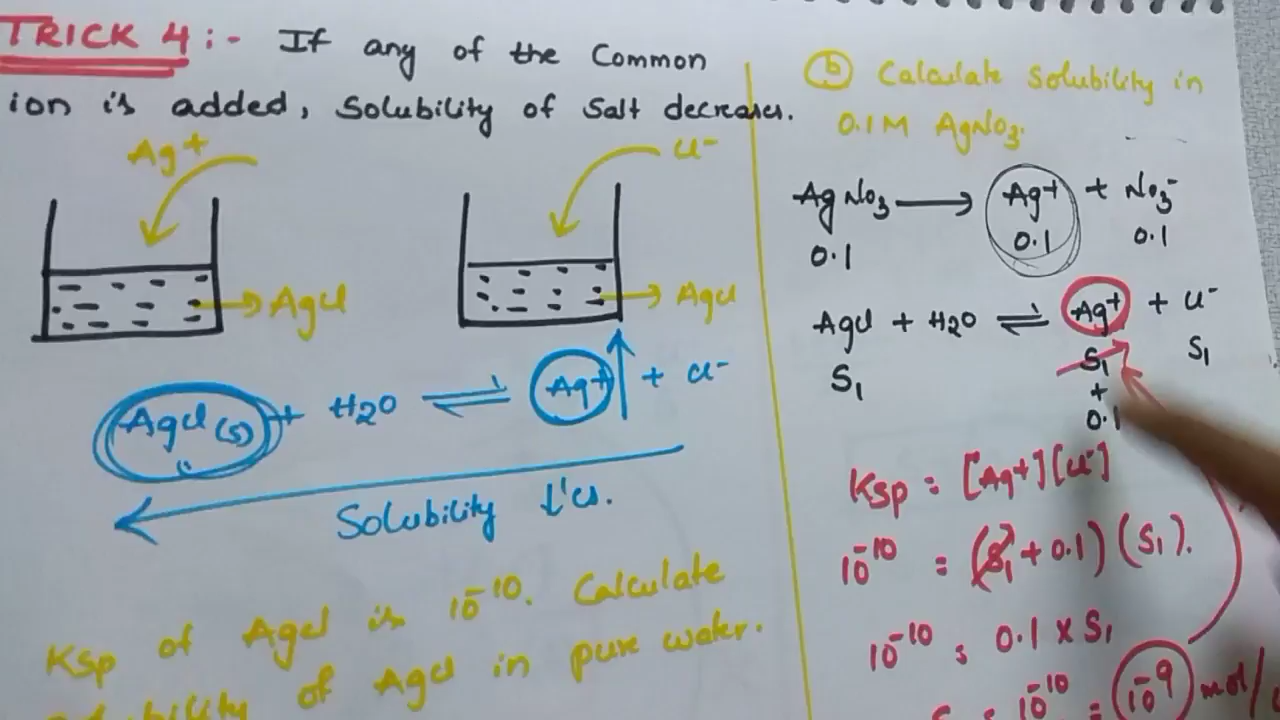 TRICK 4 :- If any of the Common
ion is added, Solubility of Salt decreases.
Ag+
Cl-
AgCl
AgCl
AgCl(s) + H2O ⇌ Ag+ + Cl-
Solubility ↓'es.
Ksp of AgCl is 10^-10. Calculate
Solubility of AgCl in pure water.
(b) Calculate Solubility in
0.1M AgNO3.
AgNO3 → Ag+ + NO3-
0.1 0.1 0.1
AgCl + H2O ⇌ Ag+ + Cl-
S1 S1 S1
+
0.1
Ksp = [Ag+][Cl-]
10^-10 = (S1 + 0.1) (S1).
10^-10 = 0.1 x S1
10^-10 = 10^-9 mol/